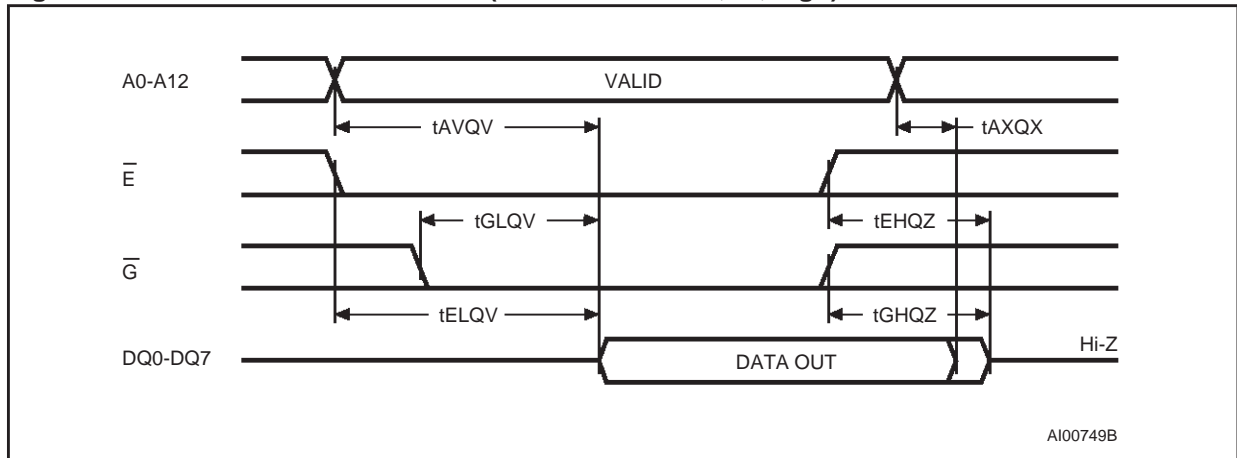 A0-A12
VALID
tAVQV
tAXQX
E
tGLQV
tEHQZ
G
tELQV
tGHQZ
DQ0-DQ7
DATA OUT
Hi-Z
AI00749B